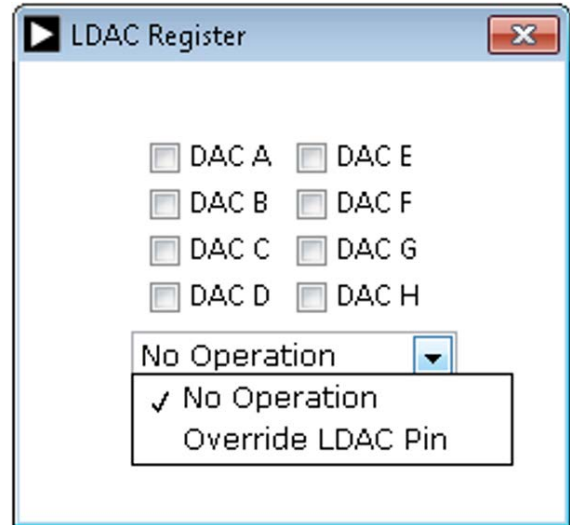 LDAC Register
DAC A DAC E
DAC B DAC F
DAC C DAC G
DAC D DAC H
No Operation
✓ No Operation
Override LDAC Pin